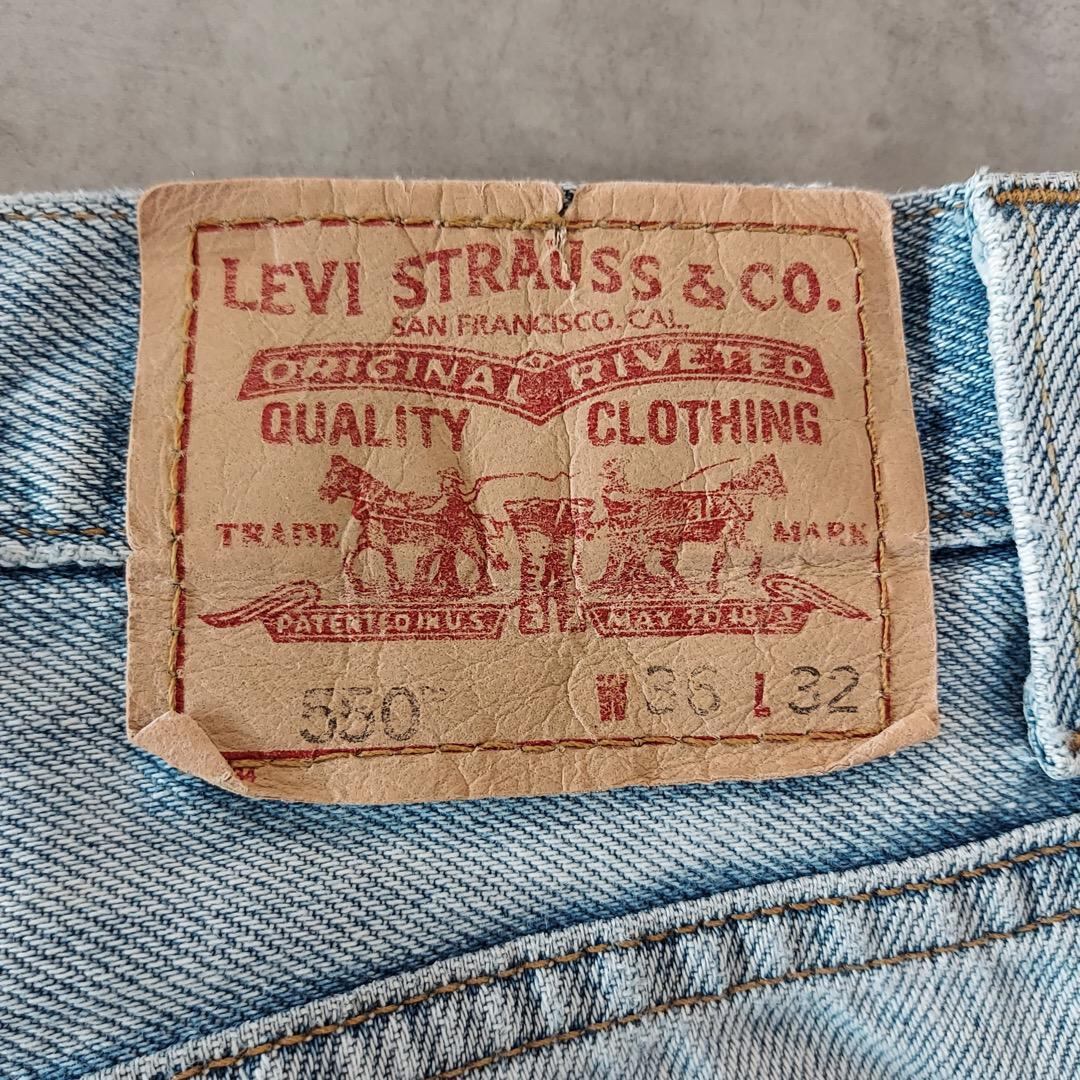 LEVI STRAUSS & CO.
SAN FRANCISCO, CAL.
ORIGINAL RIVETED
QUALITY CLOTHING
TRADE MARK
PATENTED IN U.S. MAY 20 1873
550™ W 36 L 32